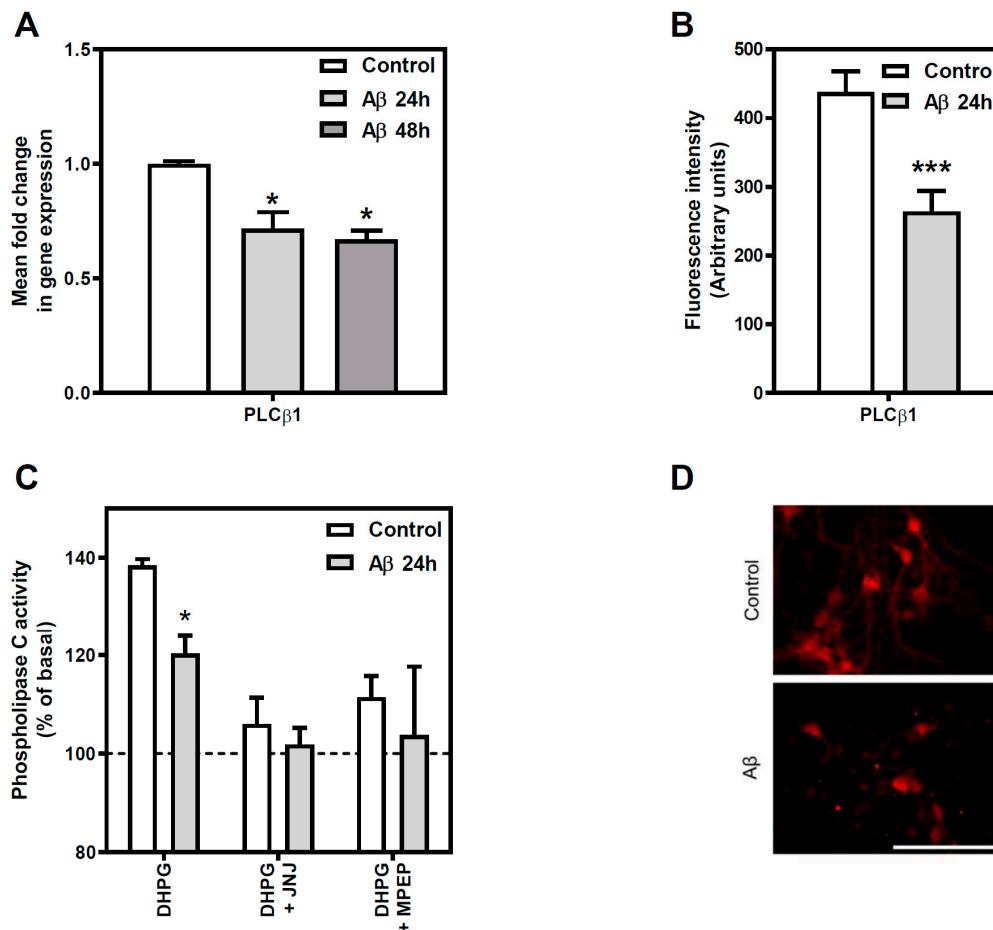 A
Mean fold change
in gene expression
1.5
1.0
0.5
0.0
Control
Aβ 24h
Aβ 48h
*
*
PLCβ1
B
Fluorescence intensity
(Arbitrary units)
500
400
300
200
100
0
Control
Aβ 24h
***
PLCβ1
C
Phospholipase C activity
(% of basal)
140
120
100
80
Control
Aβ 24h
*
DHPG
DHPG
+ JNJ
DHPG
+ MPEP
D
Control
Aβ